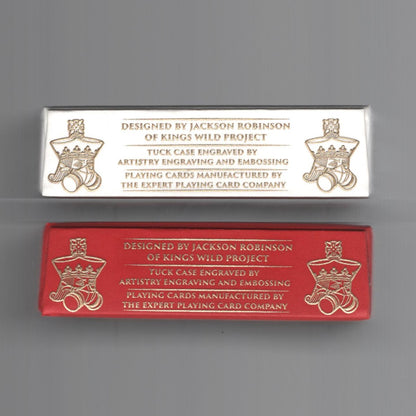 DESIGNED BY JACKSON ROBINSON
OF KINGS WILD PROJECT
TUCK CASE ENGRAVED BY
ARTISTRY ENGRAVING AND EMBOSSING
PLAYING CARDS MANUFACTURED BY
THE EXPERT PLAYING CARD COMPANY
DESIGNED BY JACKSON ROBINSON
OF KINGS WILD PROJECT
TUCK CASE ENGRAVED BY
ARTISTRY ENGRAVING AND EMBOSSING
PLAYING CARDS MANUFACTURED BY
THE EXPERT PLAYING CARD COMPANY